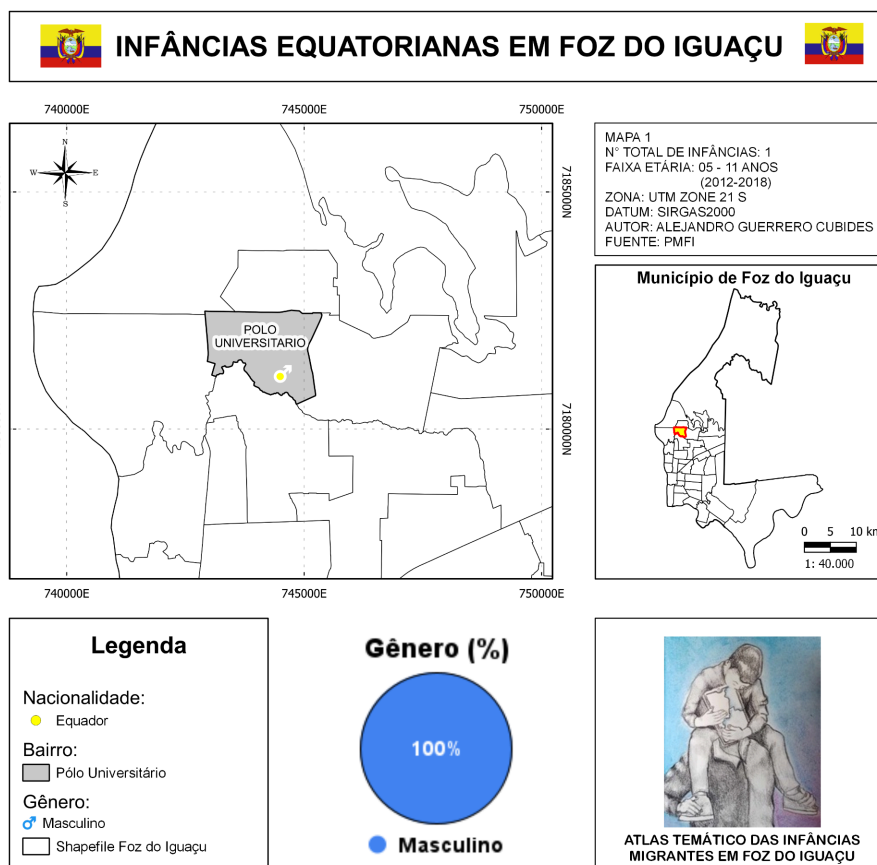 INFÂNCIAS EQUATORIANAS EM FOZ DO IGUAÇU
740000E
745000E
750000E
N
W
E
S
7185000N
7180000N
POLO
UNIVERSITARIO
740000E
745000E
750000E
MAPA 1
N° TOTAL DE INFÂNCIAS: 1
FAIXA ETÁRIA: 05 - 11 ANOS
(2012-2018)
ZONA: UTM ZONE 21 S
DATUM: SIRGAS2000
AUTOR: ALEJANDRO GUERRERO CUBIDES
FUENTE: PMFI
Município de Foz do Iguaçu
0 5 10 km
1: 40.000
Legenda
Nacionalidade:
Equador
Bairro:
Pólo Universitário
Gênero:
Masculino
Shapefile Foz do Iguaçu
Gênero (%)
100%
Masculino
ATLAS TEMÁTICO DAS INFÂNCIAS
MIGRANTES EM FOZ DO IGUAÇU